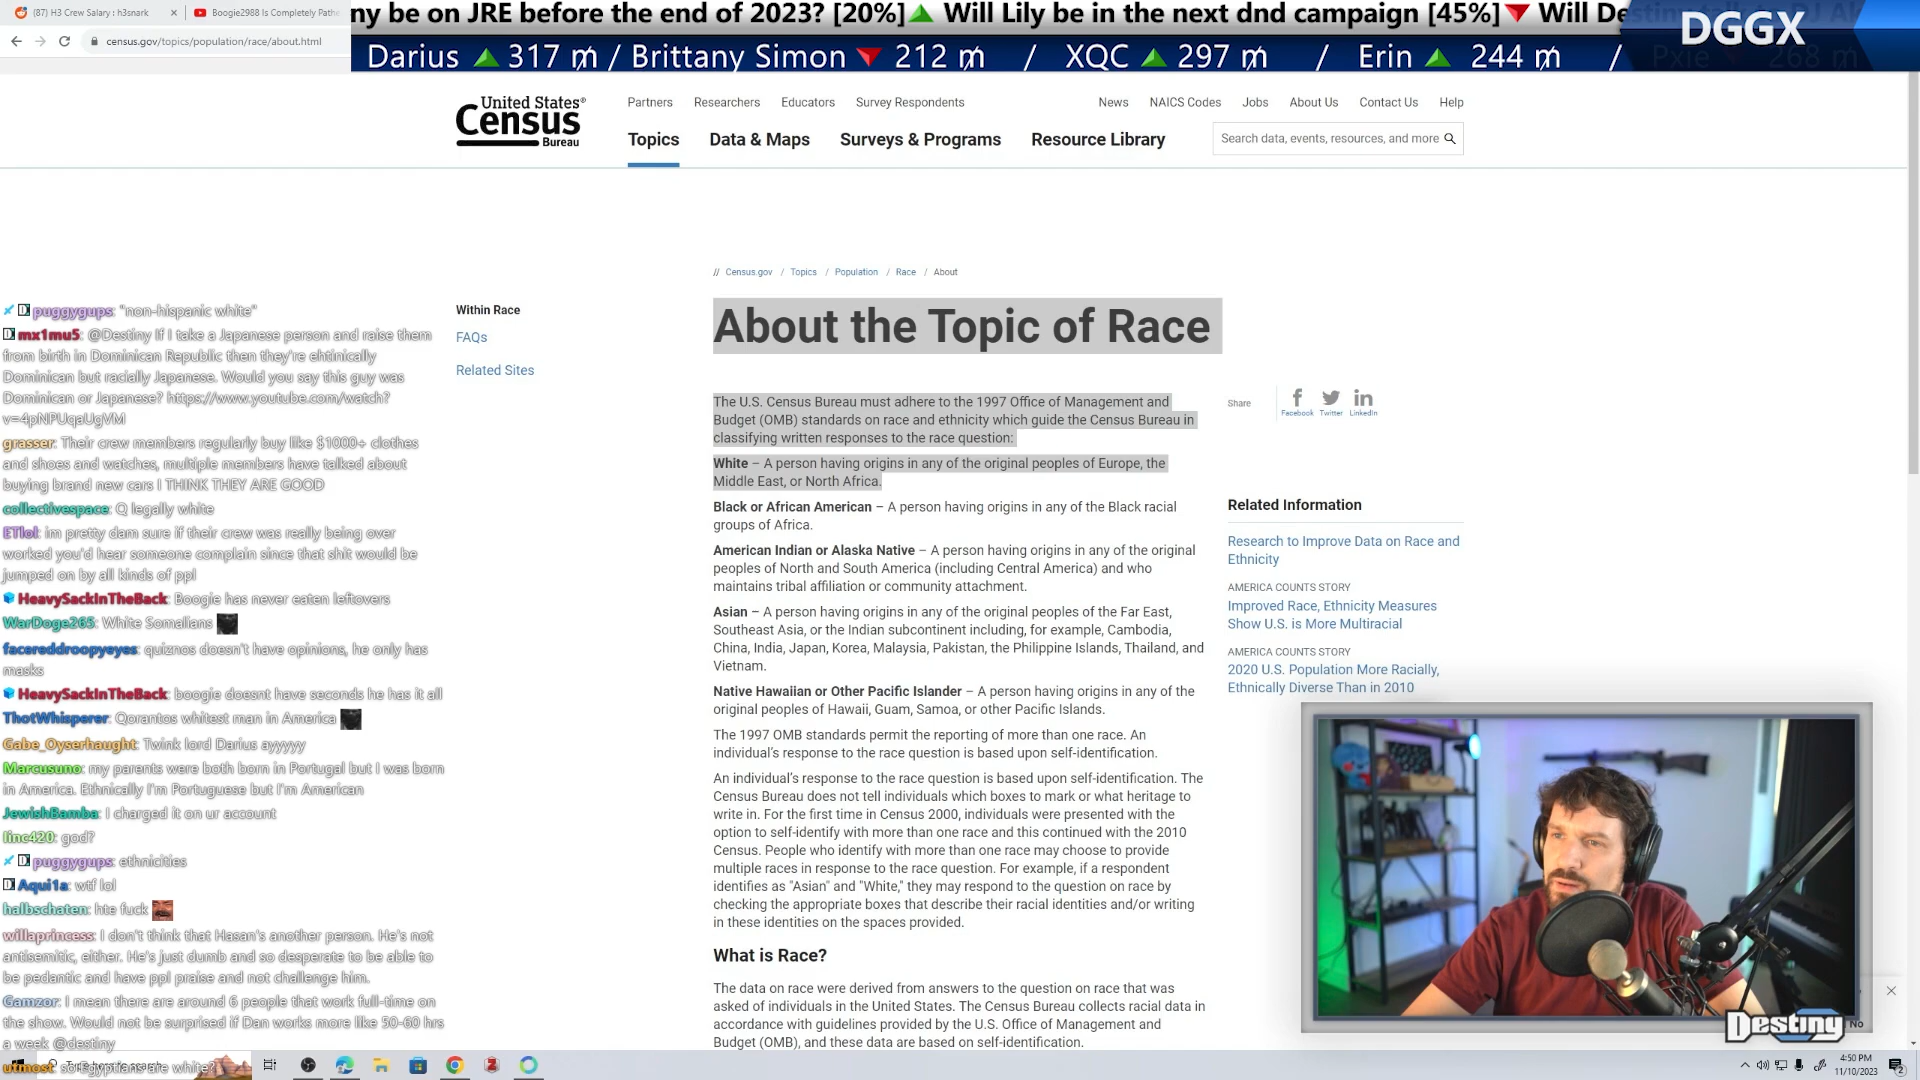 (87) H3 Crew Salary : h3snark
Boogie2988 Is Completely Pathe
ny be on JRE before the end of 2023? [20%] Will Lily be in the next dnd campaign [45%] Will De
DGGX
census.gov/topics/population/race/about.html
Darius 317 / Brittany Simon 212 / XQC 297 / Erin 244 / Pxie 268
United States®
Census
Bureau
Partners Researchers Educators Survey Respondents
News NAICS Codes Jobs About Us Contact Us Help
Topics Data & Maps Surveys & Programs Resource Library
Search data, events, resources, and more
// Census.gov / Topics / Population / Race / About
Within Race
FAQs
Related Sites
About the Topic of Race
The U.S. Census Bureau must adhere to the 1997 Office of Management and
Budget (OMB) standards on race and ethnicity which guide the Census Bureau in
classifying written responses to the race question:
White – A person having origins in any of the original peoples of Europe, the
Middle East, or North Africa.
Black or African American – A person having origins in any of the Black racial
groups of Africa.
American Indian or Alaska Native – A person having origins in any of the original
peoples of North and South America (including Central America) and who
maintains tribal affiliation or community attachment.
Asian – A person having origins in any of the original peoples of the Far East,
Southeast Asia, or the Indian subcontinent including, for example, Cambodia,
China, India, Japan, Korea, Malaysia, Pakistan, the Philippine Islands, Thailand, and
Vietnam.
Native Hawaiian or Other Pacific Islander – A person having origins in any of the
original peoples of Hawaii, Guam, Samoa, or other Pacific Islands.
The 1997 OMB standards permit the reporting of more than one race. An
individual's response to the race question is based upon self-identification.
An individual's response to the race question is based upon self-identification. The
Census Bureau does not tell individuals which boxes to mark or what heritage to
write in. For the first time in Census 2000, individuals were presented with the
option to self-identify with more than one race and this continued with the 2010
Census. People who identify with more than one race may choose to provide
multiple races in response to the race question. For example, if a respondent
identifies as "Asian" and "White," they may respond to the question on race by
checking the appropriate boxes that describe their racial identities and/or writing
in these identities on the spaces provided.
What is Race?
The data on race were derived from answers to the question on race that was
asked of individuals in the United States. The Census Bureau collects racial data in
accordance with guidelines provided by the U.S. Office of Management and
Budget (OMB), and these data are based on self-identification.
Share
Facebook Twitter LinkedIn
Related Information
Research to Improve Data on Race and
Ethnicity
AMERICA COUNTS STORY
Improved Race, Ethnicity Measures
Show U.S. is More Multiracial
AMERICA COUNTS STORY
2020 U.S. Population More Racially,
Ethnically Diverse Than in 2010
puggygups: "non-hispanic white"
mx1mu5: @Destiny If I take a Japanese person and raise them
from birth in Dominican Republic then they're ehtinically
Dominican but racially Japanese. Would you say this guy was
Dominican or Japanese? https://www.youtube.com/watch?
v=4pNPUqaUgVM
grasser: Their crew members regularly buy like $1000+ clothes
and shoes and watches, multiple members have talked about
buying brand new cars I THINK THEY ARE GOOD
collectivespace: Q legally white
ETlol: im pretty dam sure if their crew was really being over
worked you'd hear someone complain since that shit would be
jumped on by all kinds of ppl
HeavySackInTheBack: Boogie has never eaten leftovers
WarDoge265: White Somalians
facereddroopyeyes: quiznos doesn't have opinions, he only has
masks
HeavySackInTheBack: boogie doesnt have seconds he has it all
ThotWhisperer: Qorantos whitest man in America
Gabe_Oyserhaught: Twink lord Darius ayyyyy
Marcusuno: my parents were both born in Portugal but I was born
in America. Ethnically I'm Portuguese but I'm American
JewishBamba: I charged it on ur account
linc420: god?
puggygups: ethnicities
Aqui1a: wtf lol
halbschaten: hte fuck
willaprincess: I don't think that Hasan's another person. He's not
antisemitic, either. He's just dumb and so desperate to be able to
be pedantic and have ppl praise and not challenge him.
Gamzor: I mean there are around 6 people that work full-time on
the show. Would not be surprised if Dan works more like 50-60 hrs
a week @destiny
utmost: so Egyptians are white?
Destiny
No
4:50 PM
11/10/2023
2